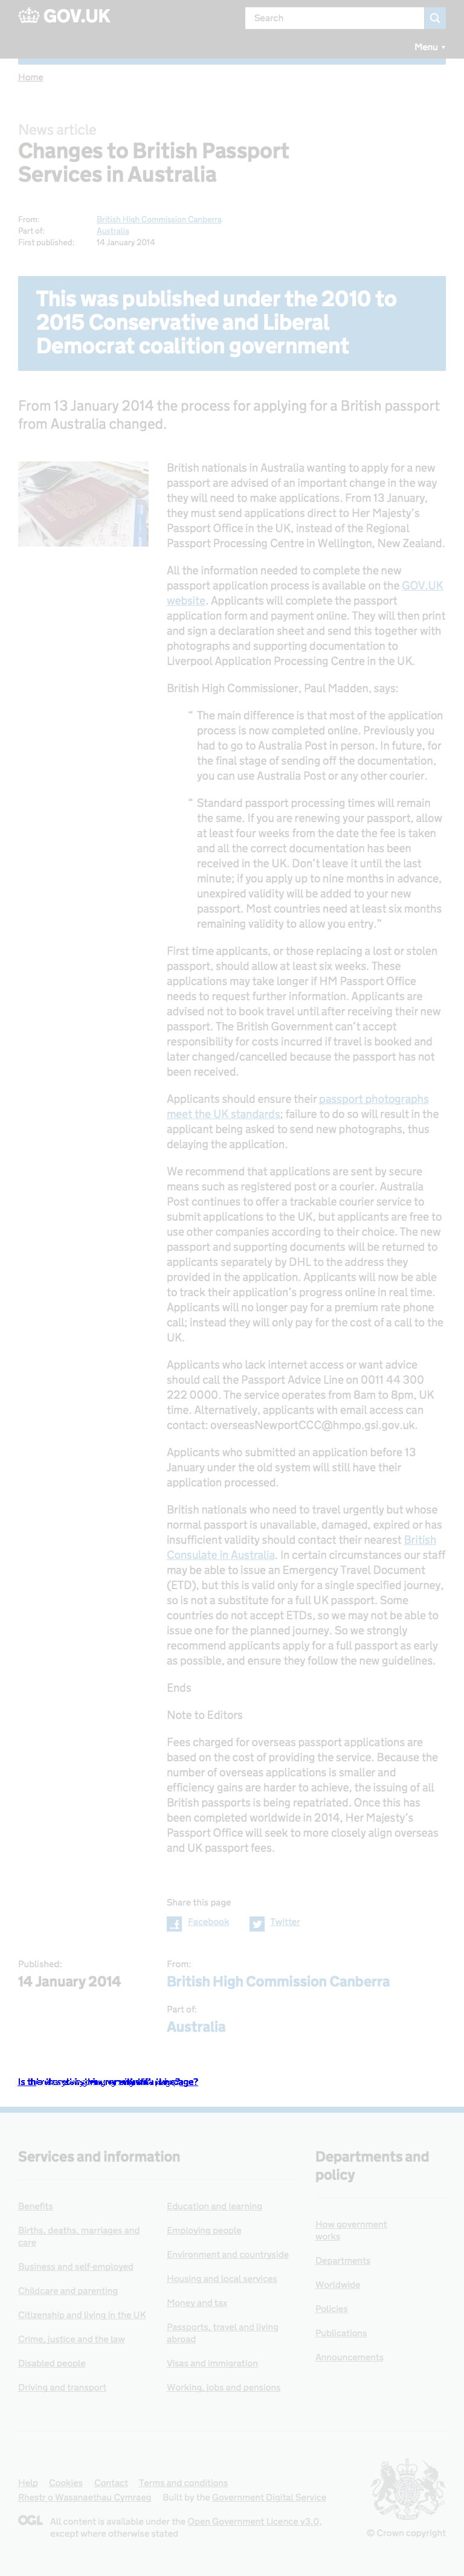 GOV.UK
Search
Menu
Home
News article
Changes to British Passport
Services in Australia
From: British High Commission Canberra
Part of: Australia
First published: 14 January 2014
This was published under the 2010 to
2015 Conservative and Liberal
Democrat coalition government
From 13 January 2014 the process for applying for a British passport
from Australia changed.
British nationals in Australia wanting to apply for a new
passport are advised of an important change in the way
they will need to make applications. From 13 January,
they must send applications direct to Her Majesty's
Passport Office in the UK, instead of the Regional
Passport Processing Centre in Wellington, New Zealand.
All the information needed to complete the new
passport application process is available on the GOV.UK
website. Applicants will complete the passport
application form and payment online. They will then print
and sign a declaration sheet and send this together with
photographs and supporting documentation to
Liverpool Application Processing Centre in the UK.
British High Commissioner, Paul Madden, says:
“ The main difference is that most of the application
process is now completed online. Previously you
had to go to Australia Post in person. In future, for
the final stage of sending off the documentation,
you can use Australia Post or any other courier.
“ Standard passport processing times will remain
the same. If you are renewing your passport, allow
at least four weeks from the date the fee is taken
and all the correct documentation has been
received in the UK. Don't leave it until the last
minute; if you apply up to nine months in advance,
unexpired validity will be added to your new
passport. Most countries need at least six months
remaining validity to allow you entry.”
First time applicants, or those replacing a lost or stolen
passport, should allow at least six weeks. These
applications may take longer if HM Passport Office
needs to request further information. Applicants are
advised not to book travel until after receiving their new
passport. The British Government can't accept
responsibility for costs incurred if travel is booked and
later changed/cancelled because the passport has not
been received.
Applicants should ensure their passport photographs
meet the UK standards; failure to do so will result in the
applicant being asked to send new photographs, thus
delaying the application.
We recommend that applications are sent by secure
means such as registered post or a courier. Australia
Post continues to offer a trackable courier service to
submit applications to the UK, but applicants are free to
use other companies according to their choice. The new
passport and supporting documents will be returned to
applicants separately by DHL to the address they
provided in the application. Applicants will now be able
to track their application's progress online in real time.
Applicants will no longer pay for a premium rate phone
call; instead they will only pay for the cost of a call to the
UK.
Applicants who lack internet access or want advice
should call the Passport Advice Line on 0011 44 300
222 0000. The service operates from 8am to 8pm, UK
time. Alternatively, applicants with email access can
contact: overseasNewportCCC@hmpo.gsi.gov.uk.
Applicants who submitted an application before 13
January under the old system will still have their
application processed.
British nationals who need to travel urgently but whose
normal passport is unavailable, damaged, expired or has
insufficient validity should contact their nearest British
Consulate in Australia. In certain circumstances our staff
may be able to issue an Emergency Travel Document
(ETD), but this is valid only for a single specified journey,
so is not a substitute for a full UK passport. Some
countries do not accept ETDs, so we may not be able to
issue one for the planned journey. So we strongly
recommend applicants apply for a full passport as early
as possible, and ensure they follow the new guidelines.
Ends
Note to Editors
Fees charged for overseas passport applications are
based on the cost of providing the service. Because the
number of overseas applications is smaller and
efficiency gains are harder to achieve, the issuing of all
British passports is being repatriated. Once this has
been completed worldwide in 2014, Her Majesty's
Passport Office will seek to more closely align overseas
and UK passport fees.
Share this page
Facebook Twitter
Published: From:
14 January 2014 British High Commission Canberra
Part of:
Australia
Services and information
Benefits
Births, deaths, marriages and
care
Business and self-employed
Childcare and parenting
Citizenship and living in the UK
Crime, justice and the law
Disabled people
Driving and transport
Education and learning
Employing people
Environment and countryside
Housing and local services
Money and tax
Passports, travel and living
abroad
Visas and immigration
Working, jobs and pensions
Departments and
policy
How government
works
Departments
Worldwide
Policies
Publications
Announcements
Help Cookies Contact Terms and conditions
Rhestr o Wasanaethau Cymraeg Built by the Government Digital Service
OGL All content is available under the Open Government Licence v3.0,
except where otherwise stated
© Crown copyright